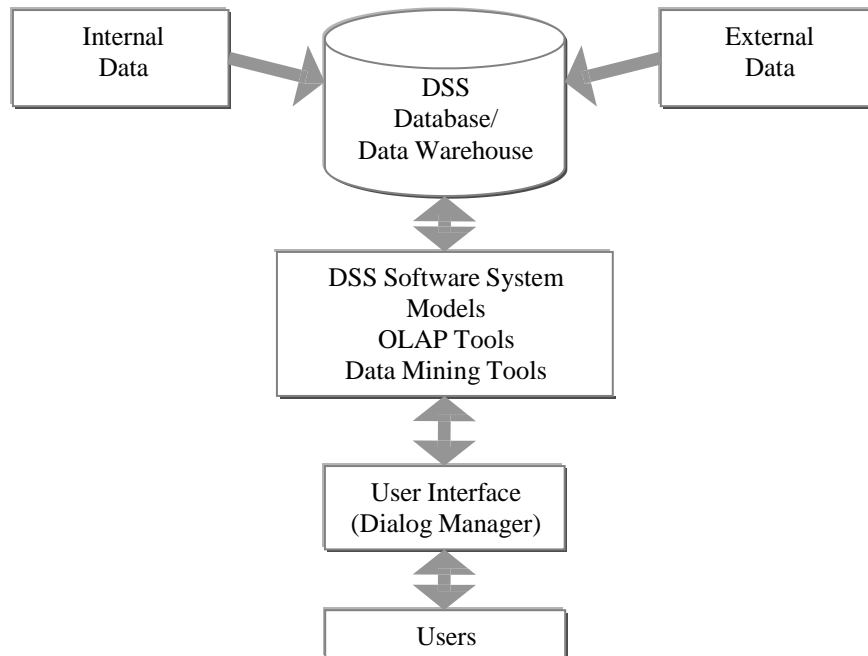 Internal
Data
External
Data
DSS
Database/
Data Warehouse
DSS Software System
Models
OLAP Tools
Data Mining Tools
User Interface
(Dialog Manager)
Users